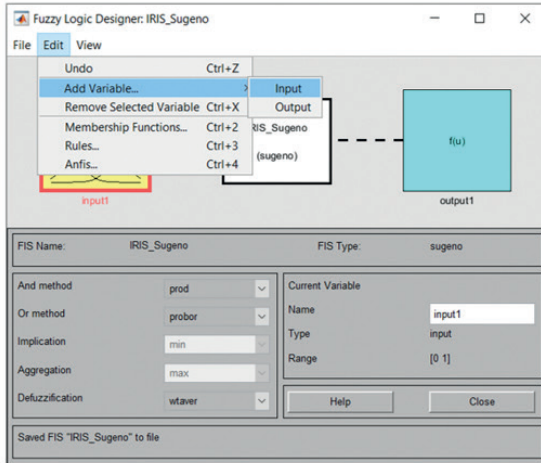 Fuzzy Logic Designer: IRIS_Sugeno
File Edit View
Undo Ctrl+Z
Add Variable... Input
Remove Selected Variable Ctrl+X Output
Membership Functions... Ctrl+2
Rules... Ctrl+3
Anfis... Ctrl+4
RIS_Sugeno
(sugeno)
f(u)
input1
output1
FIS Name: IRIS_Sugeno FIS Type: sugeno
And method prod
Or method probor
Implication min
Aggregation max
Defuzzification wtaver
Current Variable
Name input1
Type input
Range [0 1]
Help Close
Saved FIS "IRIS_Sugeno" to file